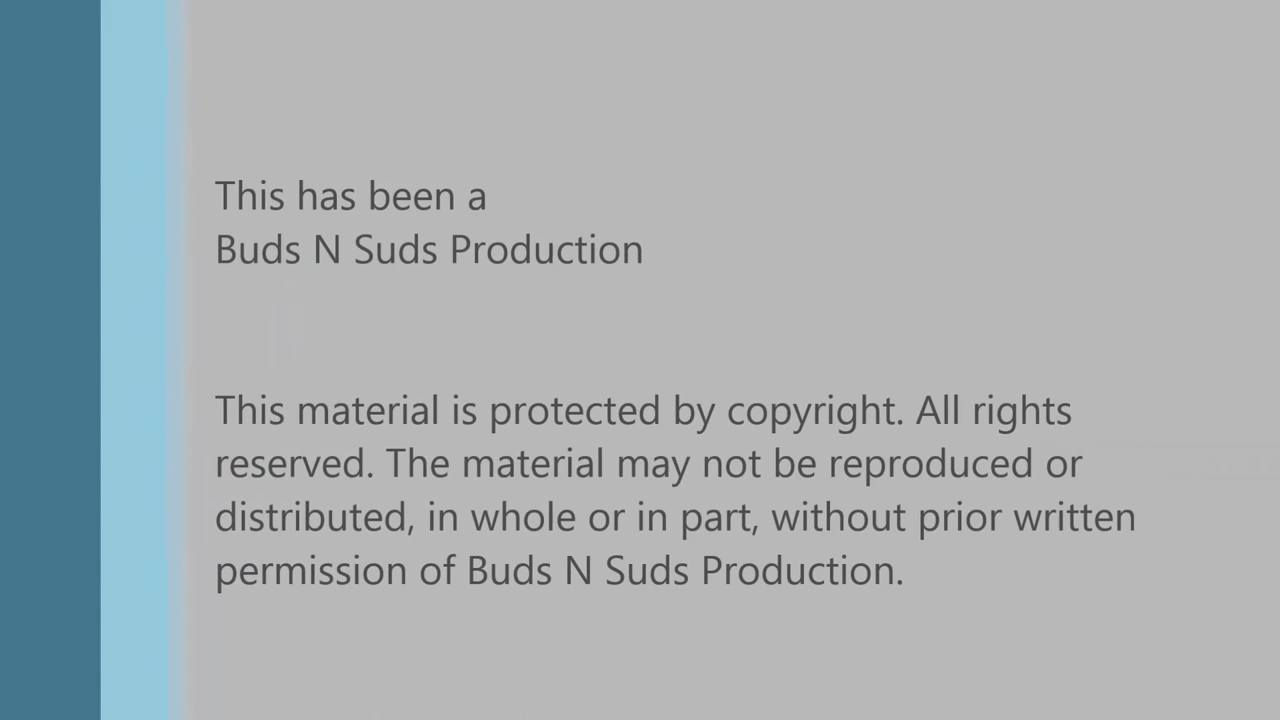 This has been a
Buds N Suds Production
This material is protected by copyright. All rights
reserved. The material may not be reproduced or
distributed, in whole or in part, without prior written
permission of Buds N Suds Production.